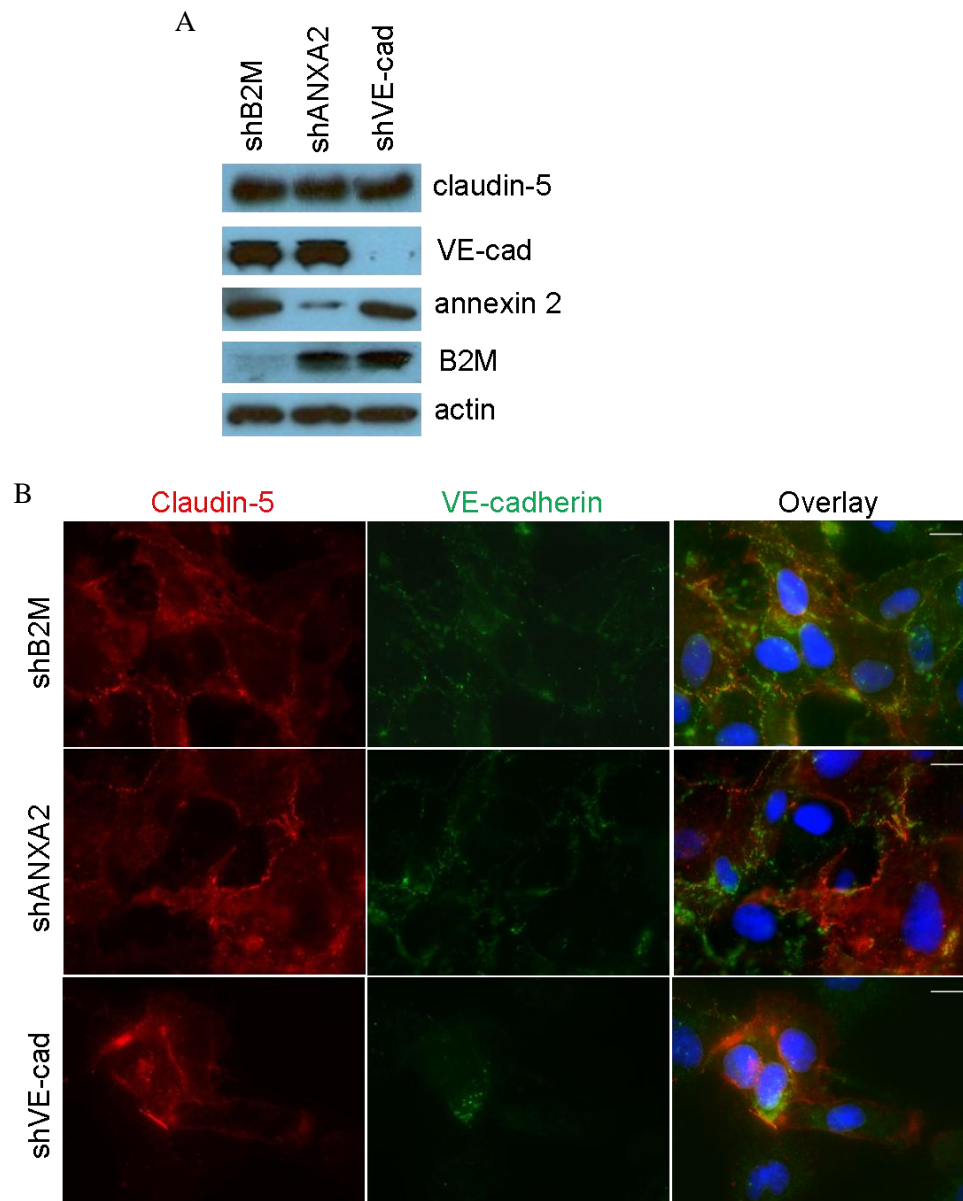 A
shB2M
shANXA2
shVE-cad
claudin-5
VE-cad
annexin 2
B2M
actin
B
Claudin-5
VE-cadherin
Overlay
shB2M
shANXA2
shVE-cad